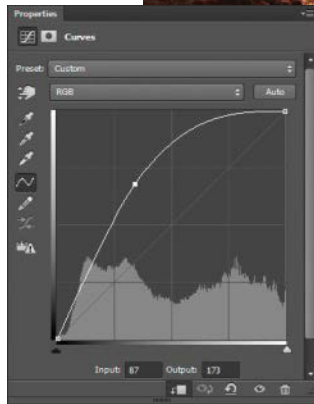 Properties
Curves
Preset: Custom
RGB
Auto
Input: 87 Output: 173